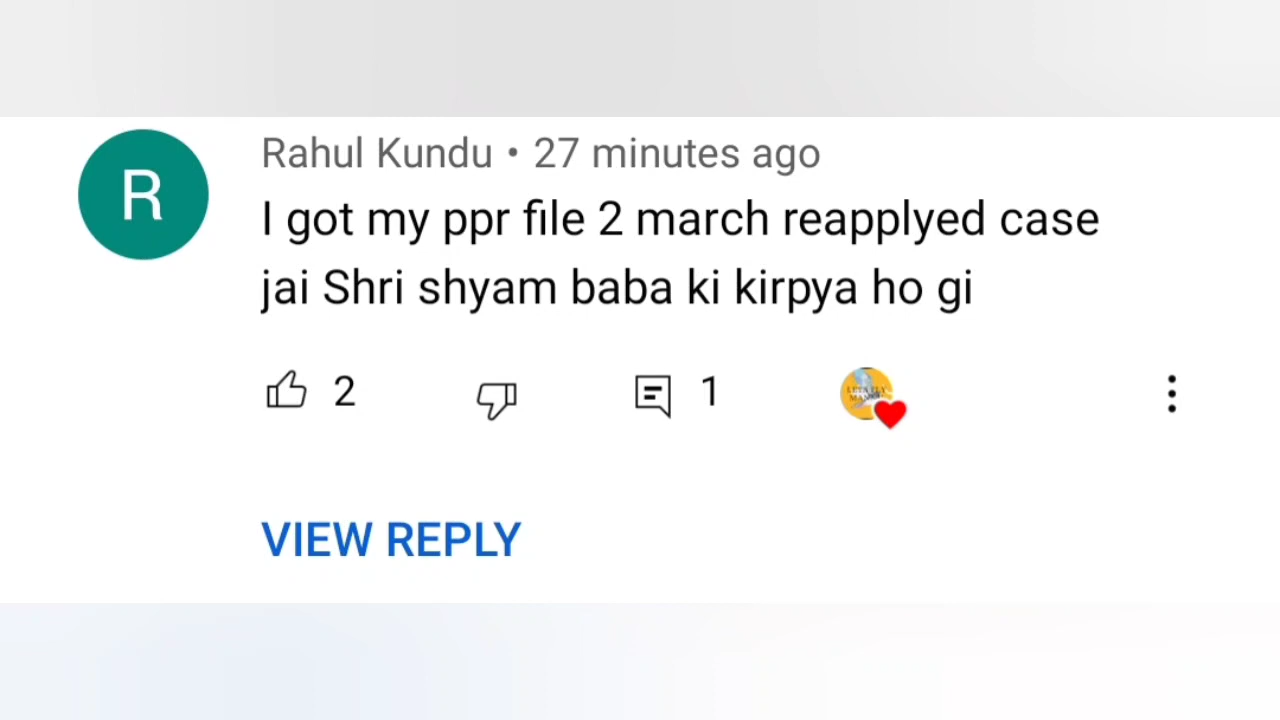 R
Rahul Kundu • 27 minutes ago
I got my ppr file 2 march reapplyed case
jai Shri shyam baba ki kirpya ho gi
2
1
VIEW REPLY